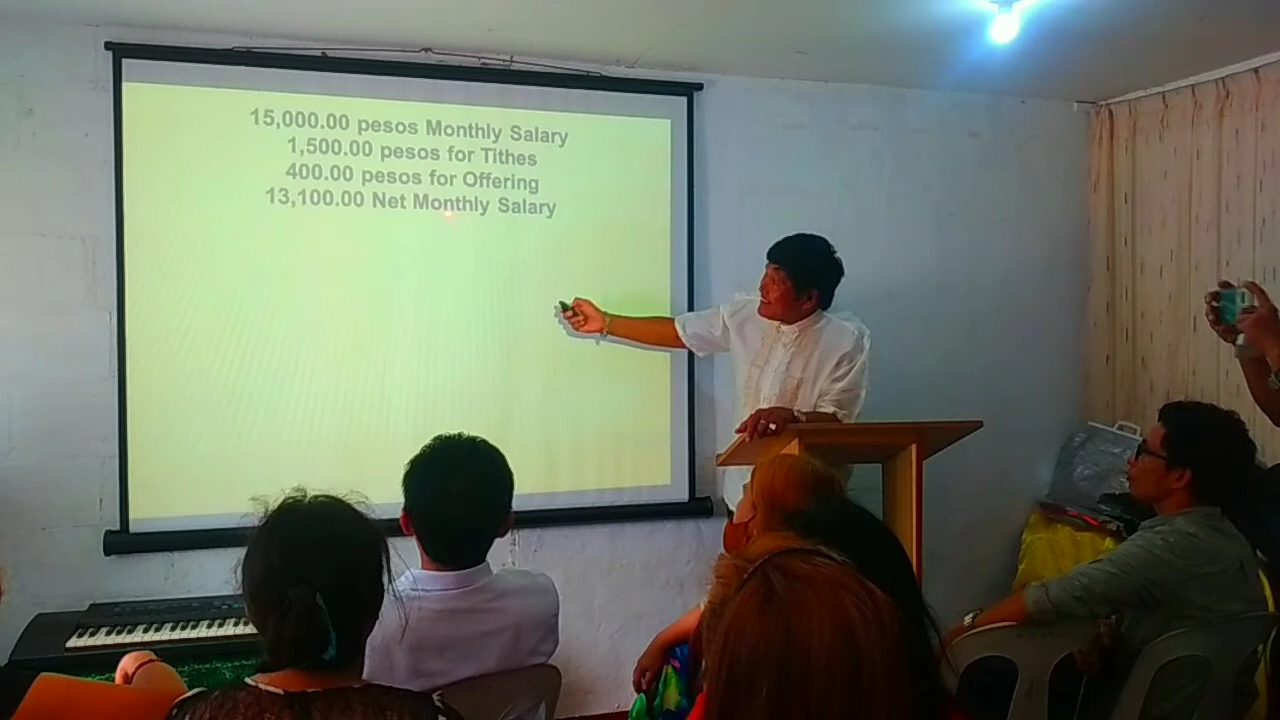 15,000.00 pesos Monthly Salary
1,500.00 pesos for Tithes
400.00 pesos for Offering
13,100.00 Net Monthly Salary